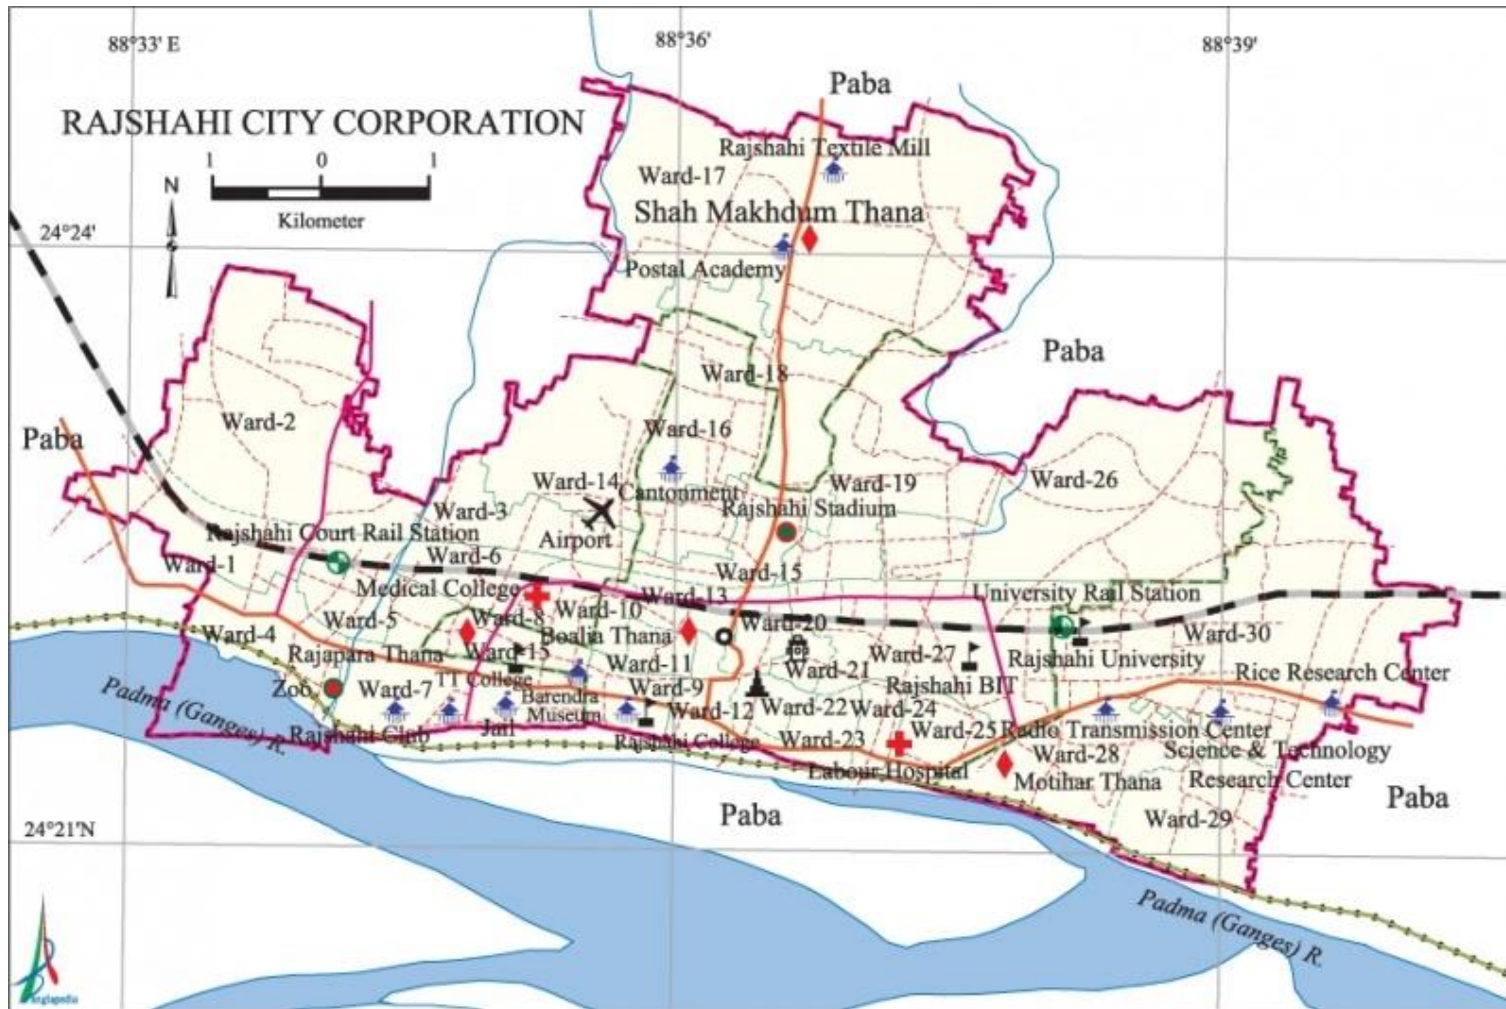 88°33' E
88°36'
88°39'
Paba
RAJSHAHI CITY CORPORATION
1 0 1
N
Kilometer
Rajshahi Textile Mill
Ward-17
Shah Makhdum Thana
24°24'
Postal Academy
Paba
Ward-18
Ward-2
Ward-16
Paba
Ward-14
Cantonment
Ward-19
Ward-26
Ward-3
Rajshahi Stadium
Rajshahi Court Rail Station
Airport
Ward-6
Ward-1
Ward-15
Medical College
Ward-13
University Rail Station
Ward-5
Ward-8
Ward-10
Ward-20
Ward-4
Boalia Thana
Ward-30
Rajapara Thana
Ward-15
Ward-11
Ward-21
Ward-27
Rajshahi University
TT College
Rajshahi BIT
Rice Research Center
Zoo
Ward-7
Barendra
Museum
Ward-9
Padma (Ganges) R.
Ward-12
Ward-22
Ward-24
Rajshahi Club
Jail
Rajshahi College
Ward-23
Ward-25
Radio Transmission Center
Ward-28
Science & Technology
Research Center
Labour Hospital
Motihar Thana
Paba
Paba
Ward-29
24°21'N
Padma (Ganges) R.
anglapedia